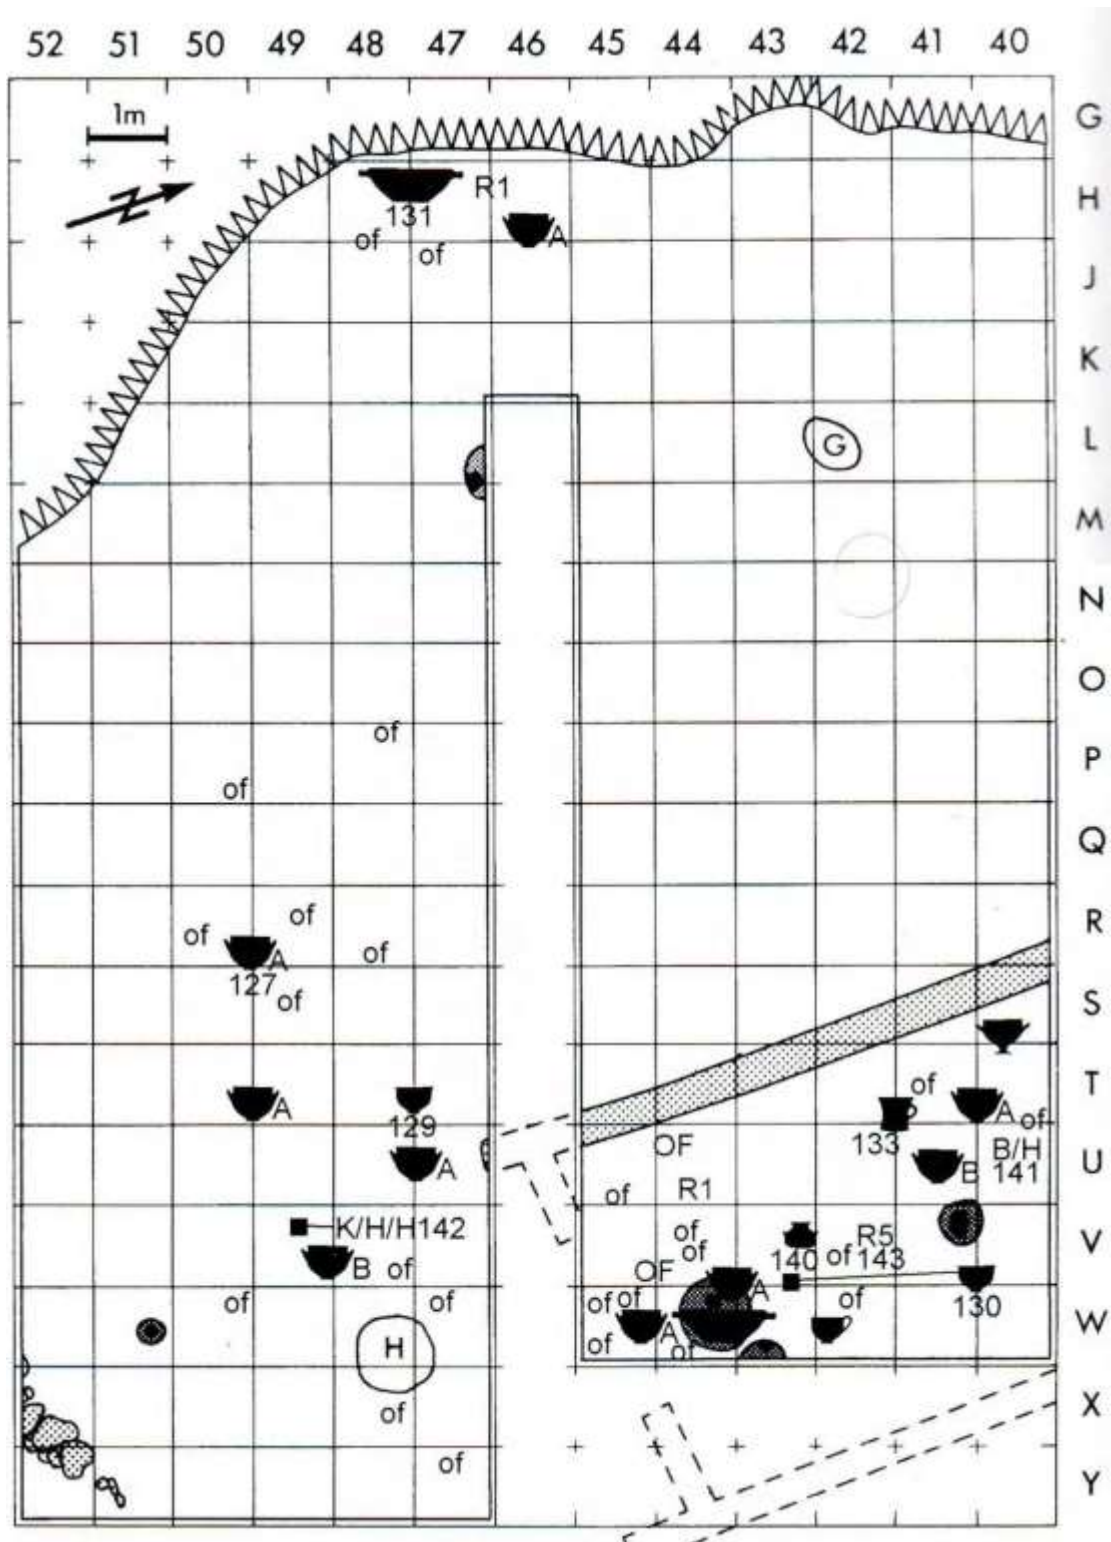 52 51 50 49 48 47 46 45 44 43 42 41 40
1m
G
R1
H
131
A
of
of
J
K
G
L
M
N
O
of
P
of
Q
of
of
of
A
R
127
of
S
of
T
A
A
of
129
133
OF
B/H
U
A
B
141
of
R1
K/H/H142
of
R5
V
of
140
of
143
B
of
OF
A
130
of
of
of
of
of
A
W
H
of
of
of
X
of
Y